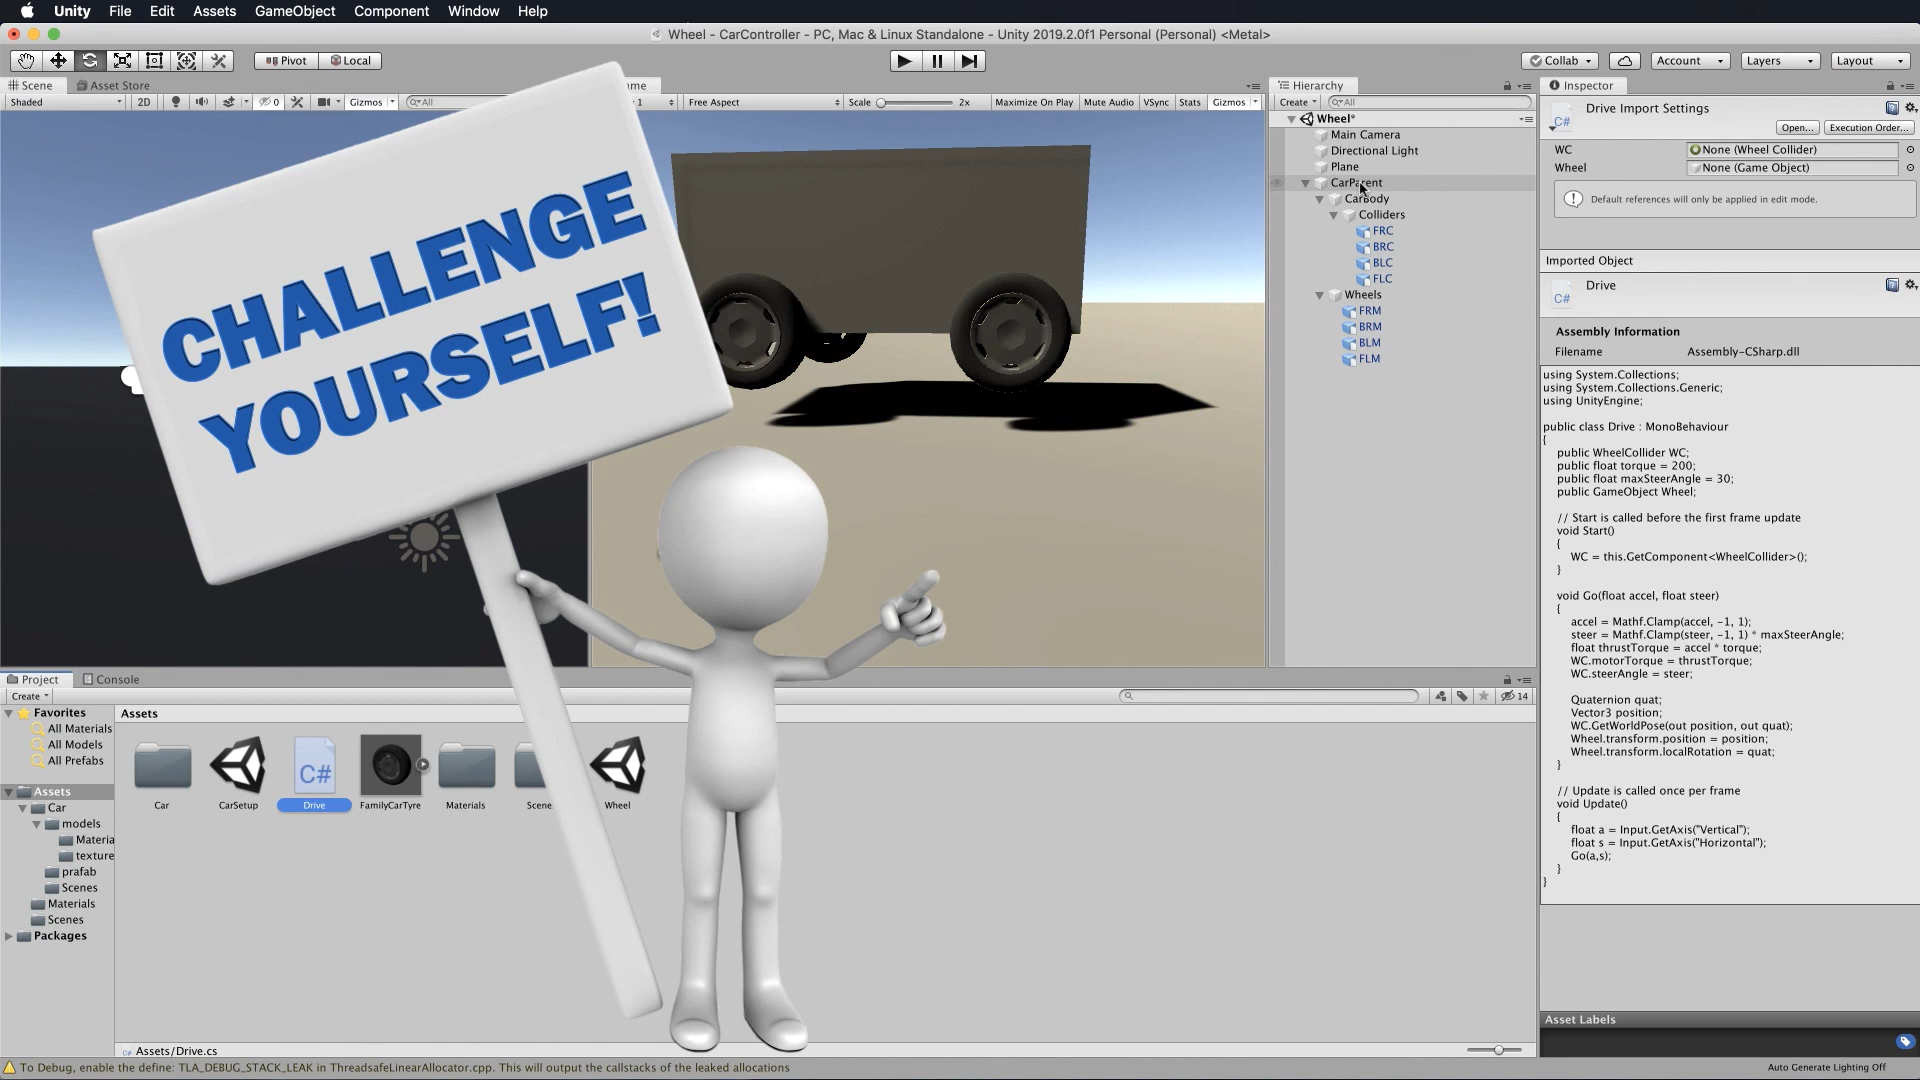 Unity File Edit Assets GameObject Component Window Help
Wheel - CarController - PC, Mac & Linux Standalone - Unity 2019.2.0f1 Personal (Personal) <Metal>
Pivot Local Collab Account Layers Layout
Scene Asset Store
Shaded 2D 0 Gizmos All
1 Free Aspect Scale 2x Maximize On Play Mute Audio VSync Stats Gizmos
CHALLENGE
YOURSELF!
Hierarchy
Create All
Wheel*
Main Camera
Directional Light
Plane
CarParent
CarBody
Colliders
FRC
BRC
BLC
FLC
Wheels
FRM
BRM
BLM
FLM
Inspector
Drive Import Settings
C#
Open... Execution Order...
WC None (Wheel Collider)
Wheel None (Game Object)
Default references will only be applied in edit mode.
Imported Object
Drive
C#
Assembly Information
Filename Assembly-CSharp.dll
using System.Collections;
using System.Collections.Generic;
using UnityEngine;
public class Drive : MonoBehaviour
{
public WheelCollider WC;
public float torque = 200;
public float maxSteerAngle = 30;
public GameObject Wheel;
// Start is called before the first frame update
void Start()
{
WC = this.GetComponent<WheelCollider>();
}
void Go(float accel, float steer)
{
accel = Mathf.Clamp(accel, -1, 1);
steer = Mathf.Clamp(steer, -1, 1) * maxSteerAngle;
float thrustTorque = accel * torque;
WC.motorTorque = thrustTorque;
WC.steerAngle = steer;
Quaternion quat;
Vector3 position;
WC.GetWorldPose(out position, out quat);
Wheel.transform.position = position;
Wheel.transform.localRotation = quat;
}
// Update is called once per frame
void Update()
{
float a = Input.GetAxis("Vertical");
float s = Input.GetAxis("Horizontal");
Go(a,s);
}
}
Asset Labels
Project Console
Create 14
Favorites
All Materials
All Models
All Prefabs
Assets
Car
models
Materia
texture
prafab
Scenes
Materials
Scenes
Packages
Assets
C#
Car CarSetup Drive FamilyCarTyre Materials Scene Wheel
Assets/Drive.cs
To Debug, enable the define: TLA_DEBUG_STACK_LEAK in ThreadsafeLinearAllocator.cpp. This will output the callstacks of the leaked allocations
Auto Generate Lighting Off